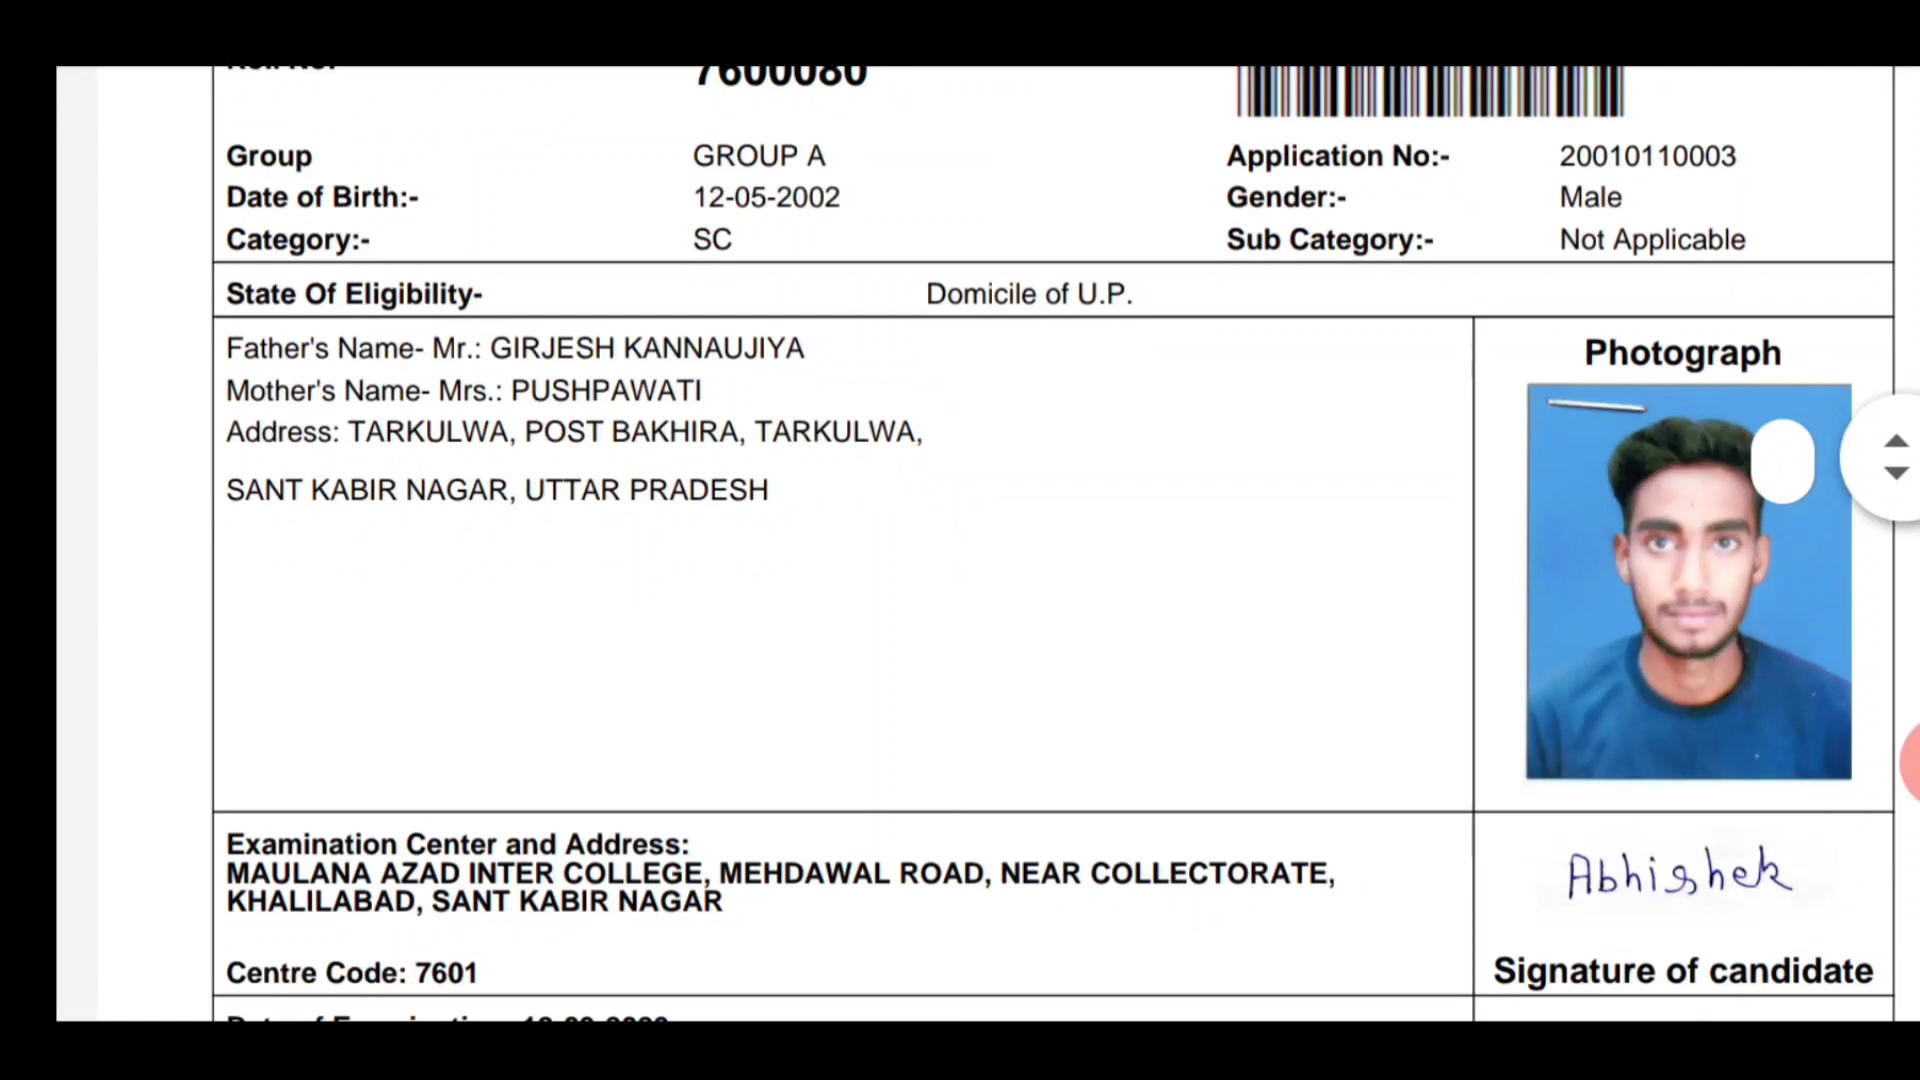 Roll No.
7600080
Group GROUP A Application No:- 20010110003
Date of Birth:- 12-05-2002 Gender:- Male
Category:- SC Sub Category:- Not Applicable
State Of Eligibility- Domicile of U.P.
Father's Name- Mr.: GIRJESH KANNAUJIYA
Mother's Name- Mrs.: PUSHPAWATI
Address: TARKULWA, POST BAKHIRA, TARKULWA,
SANT KABIR NAGAR, UTTAR PRADESH
Photograph
Examination Center and Address:
MAULANA AZAD INTER COLLEGE, MEHDAWAL ROAD, NEAR COLLECTORATE,
KHALILABAD, SANT KABIR NAGAR
Centre Code: 7601
Abhishek
Signature of candidate